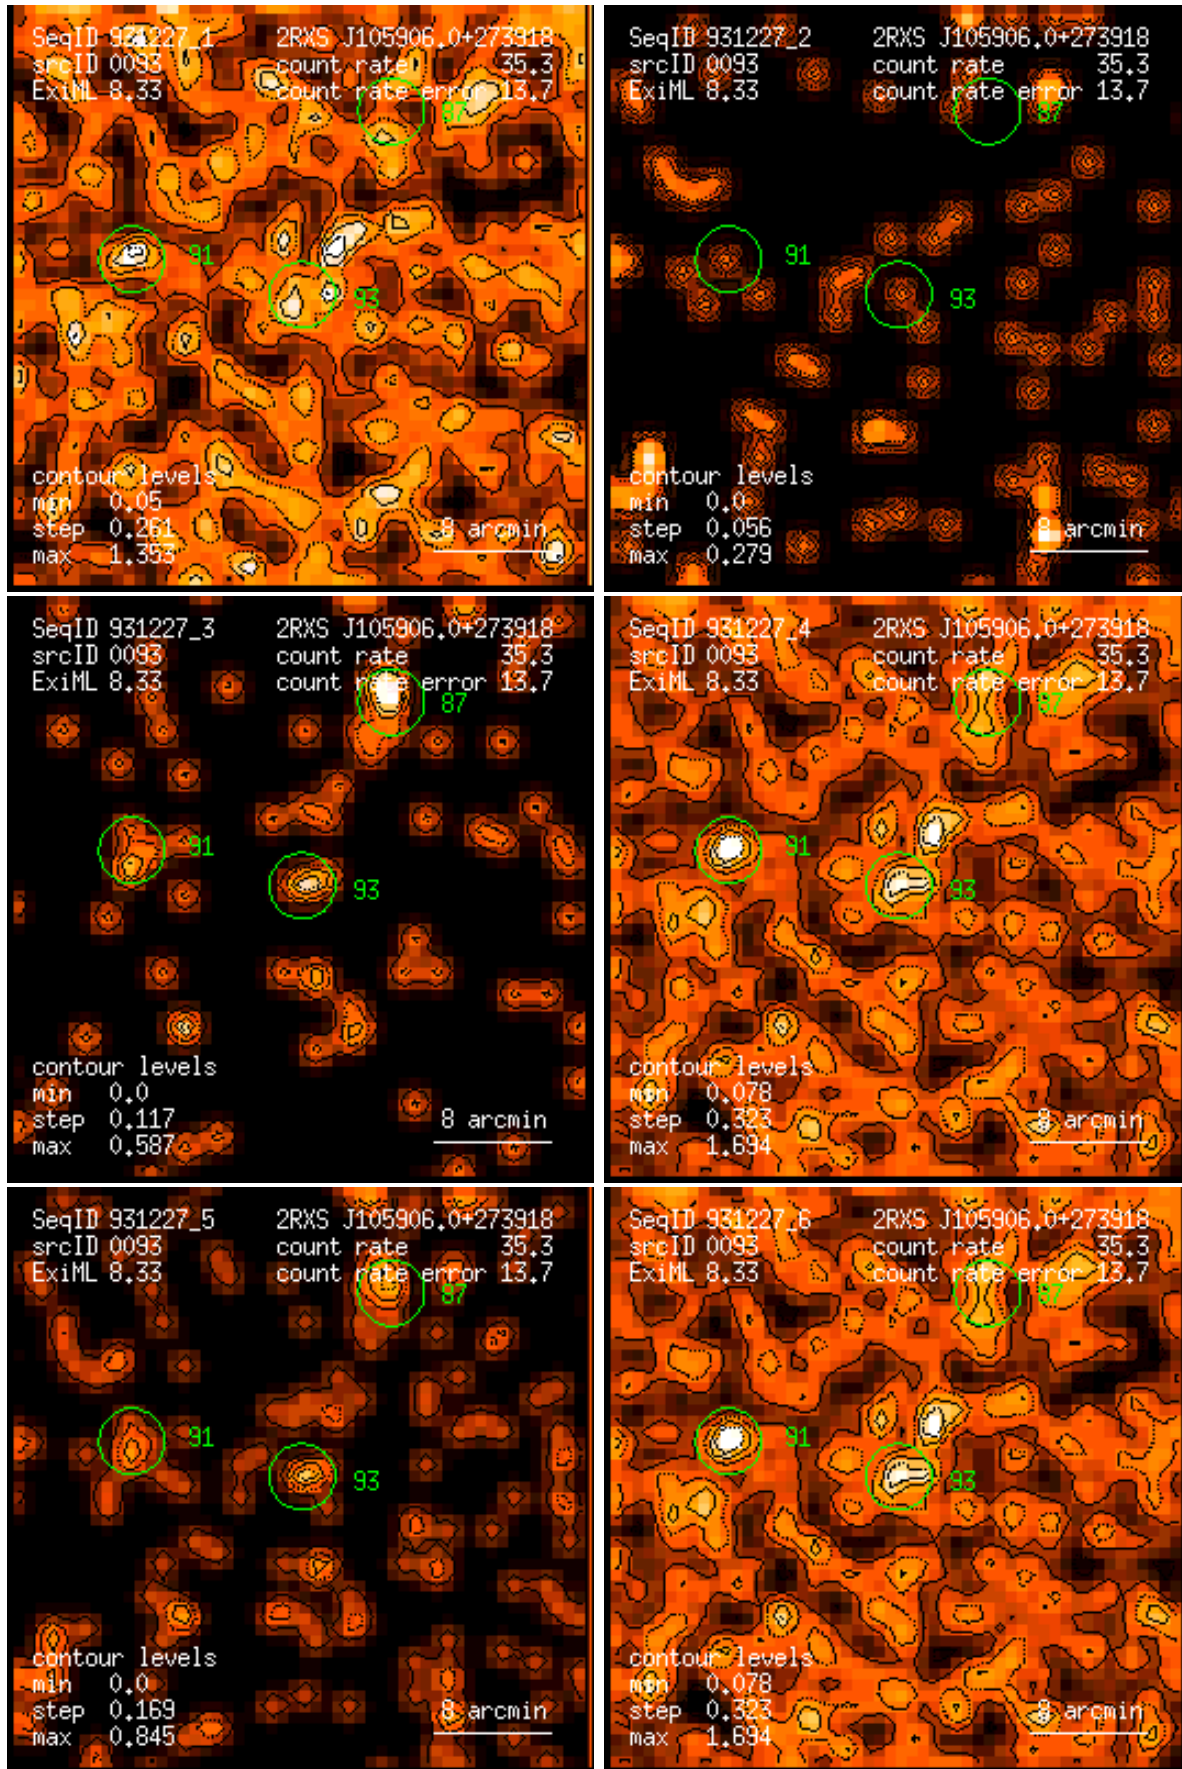 SeqID 931227_1 2RXS J105906.0+273918
srcID 0093 count rate 35.3
ExiML 8.33 count rate error 13.7
87
91
93
contour levels
min 0.05
step 0.261 8 arcmin
max 1.353
SeqID 931227_2 2RXS J105906.0+273918
srcID 0093 count rate 35.3
ExiML 8.33 count rate error 13.7
87
91
93
contour levels
min 0.0
step 0.056 8 arcmin
max 0.279
SeqID 931227_3 2RXS J105906.0+273918
srcID 0093 count rate 35.3
ExiML 8.33 count rate error 13.7
87
91
93
contour levels
min 0.0
step 0.117 8 arcmin
max 0.587
SeqID 931227_4 2RXS J105906.0+273918
srcID 0093 count rate 35.3
ExiML 8.33 count rate error 13.7
87
91
93
contour levels
min 0.078
step 0.323 8 arcmin
max 1.694
SeqID 931227_5 2RXS J105906.0+273918
srcID 0093 count rate 35.3
ExiML 8.33 count rate error 13.7
87
91
93
contour levels
min 0.0
step 0.169 8 arcmin
max 0.845
SeqID 931227_6 2RXS J105906.0+273918
srcID 0093 count rate 35.3
ExiML 8.33 count rate error 13.7
87
91
93
contour levels
min 0.078
step 0.323 8 arcmin
max 1.694